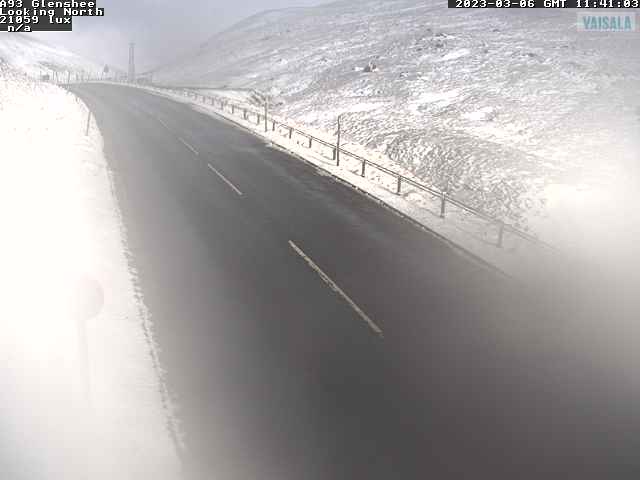 A93 Glenshee
Looking North
21059 lux
n/a
2023-03-06 GMT 11:41:03
VAISALA